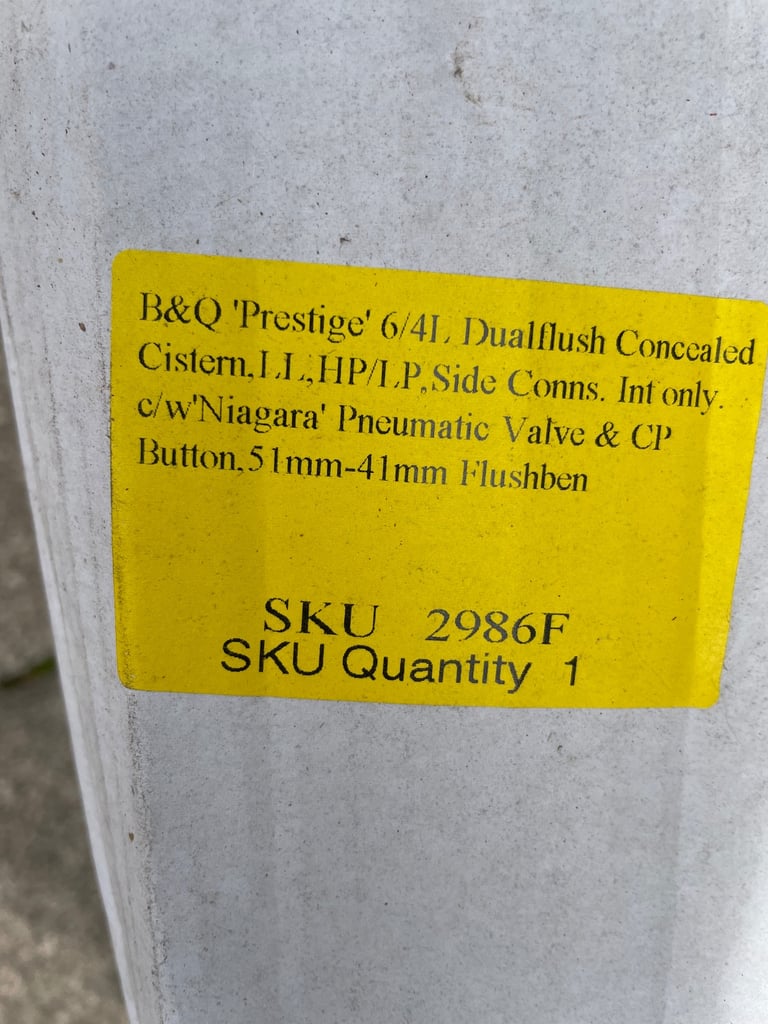 B&Q 'Prestige' 6/4L Dualflush Concealed
Cistern,LL,HP/LP,Side Conns. Int only.
c/w'Niagara' Pneumatic Valve & CP
Button,51mm-41mm Flushben
SKU 2986F
SKU Quantity 1